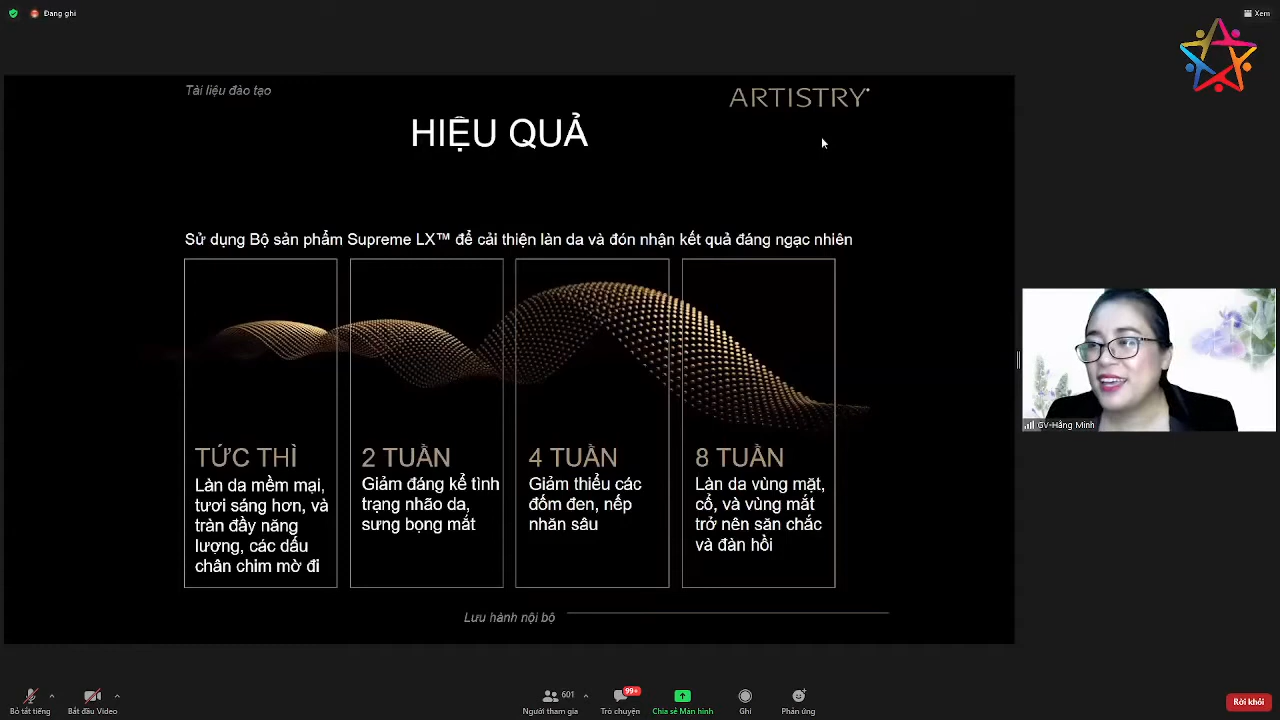 Đang ghi
Xem
Tài liệu đào tạo
ARTISTRY
HIỆU QUẢ
Sử dụng Bộ sản phẩm Supreme LX™ để cải thiện làn da và đón nhận kết quả đáng ngạc nhiên
TỨC THÌ
Làn da mềm mại,
tươi sáng hơn, và
tràn đầy năng
lượng, các dấu
chân chim mờ đi
2 TUẦN
Giảm đáng kể tình
trạng nhão da,
sưng bọng mắt
4 TUẦN
Giảm thiểu các
đốm đen, nếp
nhăn sâu
8 TUẦN
Làn da vùng mặt,
cổ, và vùng mắt
trở nên săn chắc
và đàn hồi
Lưu hành nội bộ
GV-Hằng Minh
Bỏ tắt tiếng
Bắt đầu Video
601
Người tham gia
99+
Trò chuyện
Chia sẻ Màn hình
Ghi
Phản ứng
Rời khỏi